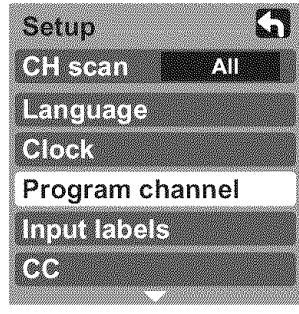 Setup
CH scan All
Language
Clock
Program channel
Input labels
CC